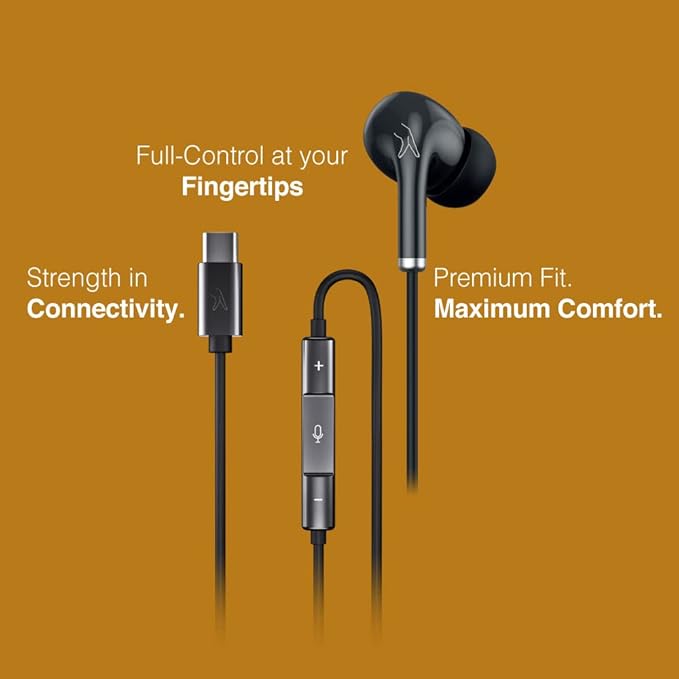 Full-Control at your
Fingertips
Strength in
Connectivity.
Premium Fit.
Maximum Comfort.
+
-